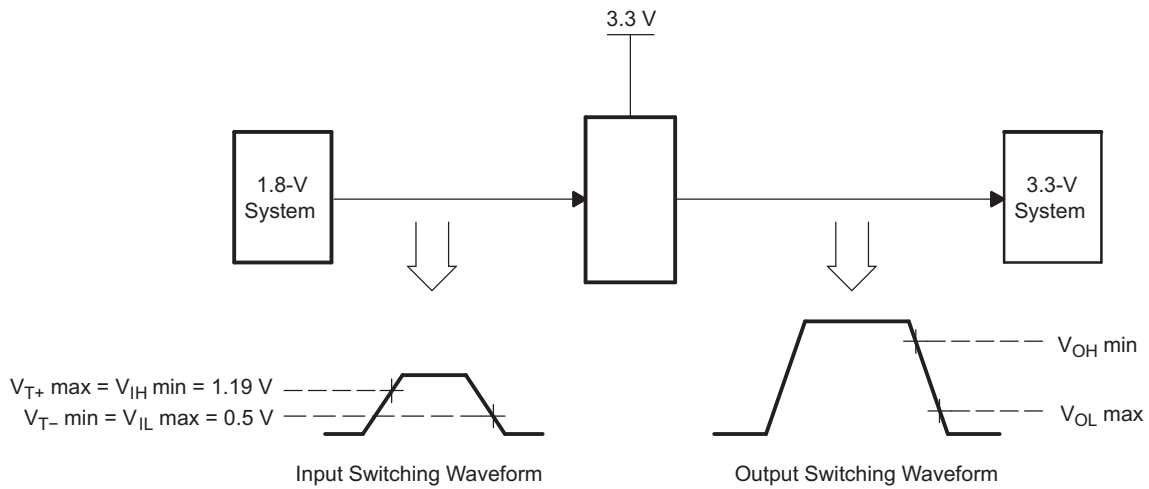 3.3 V
1.8-V
System
3.3-V
System
V_OH min
V_T+ max = V_IH min = 1.19 V
V_T− min = V_IL max = 0.5 V
V_OL max
Input Switching Waveform
Output Switching Waveform